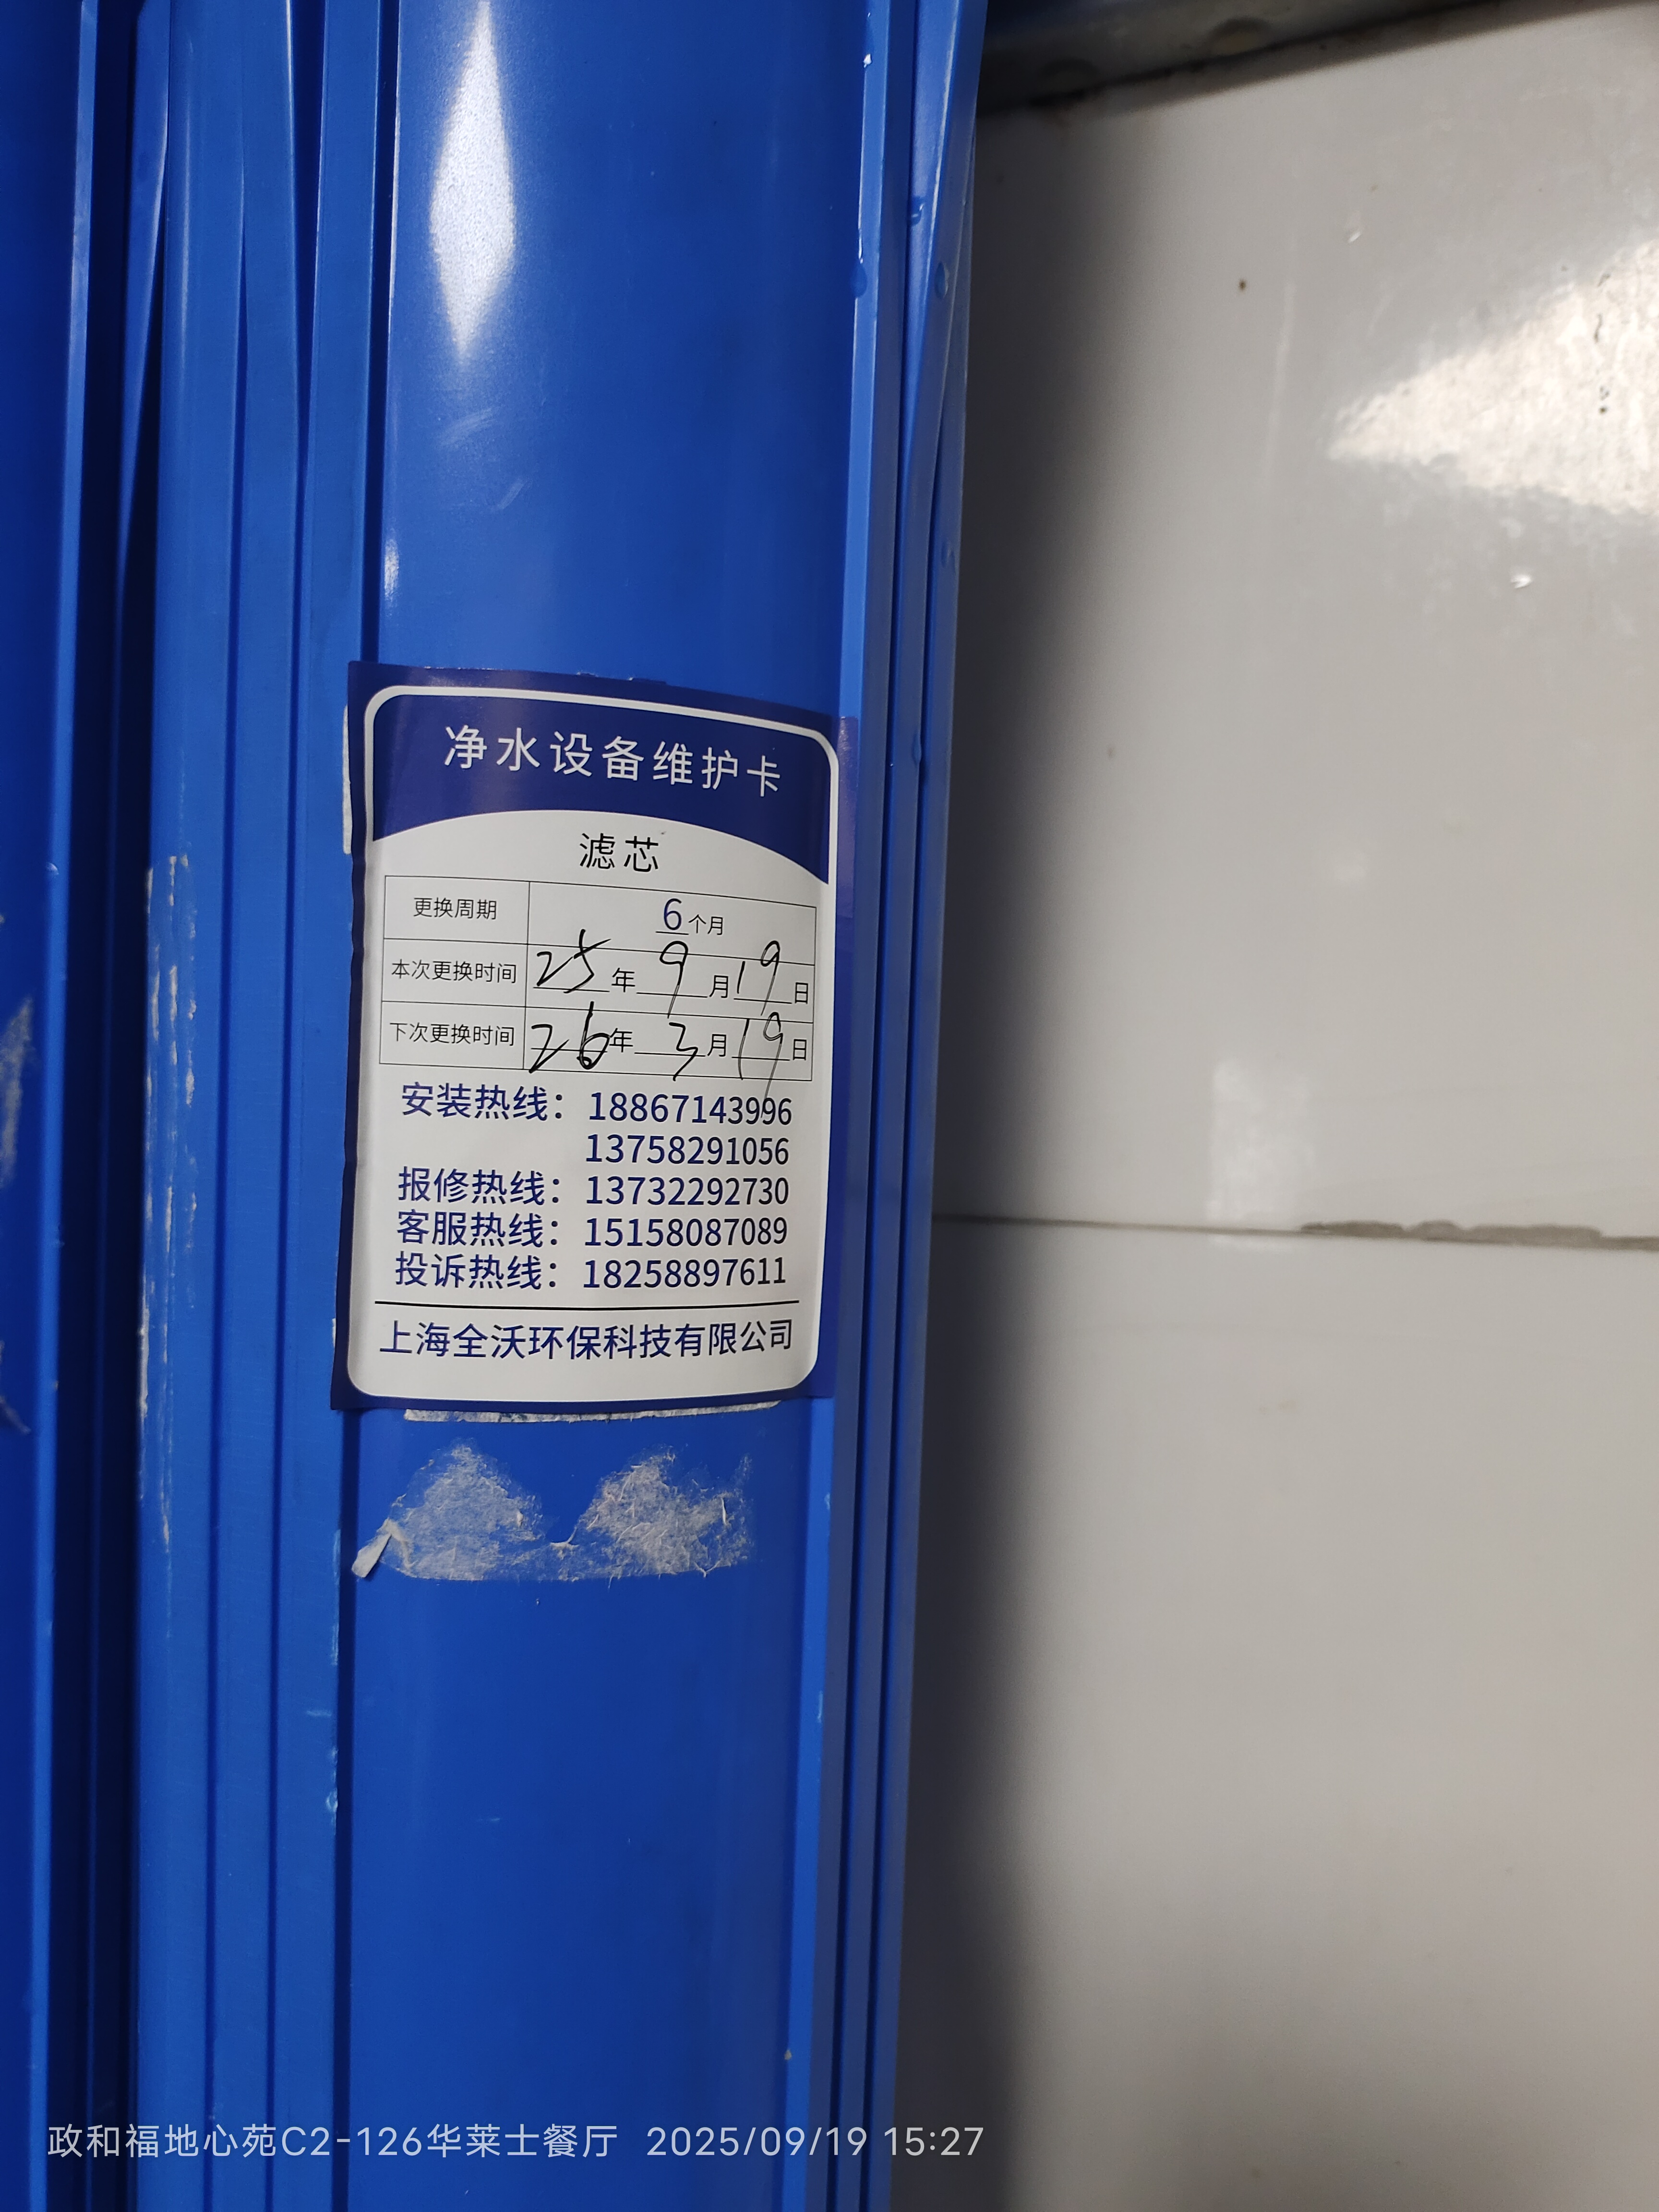 净水设备维护卡
滤芯
更换周期 6个月
本次更换时间 25年9月19日
下次更换时间 26年3月19日
安装热线：18867143996
13758291056
报修热线：13732292730
客服热线：15158087089
投诉热线：18258897611
上海全沃环保科技有限公司
政和福地心苑C2-126华莱士餐厅 2025/09/19 15:27